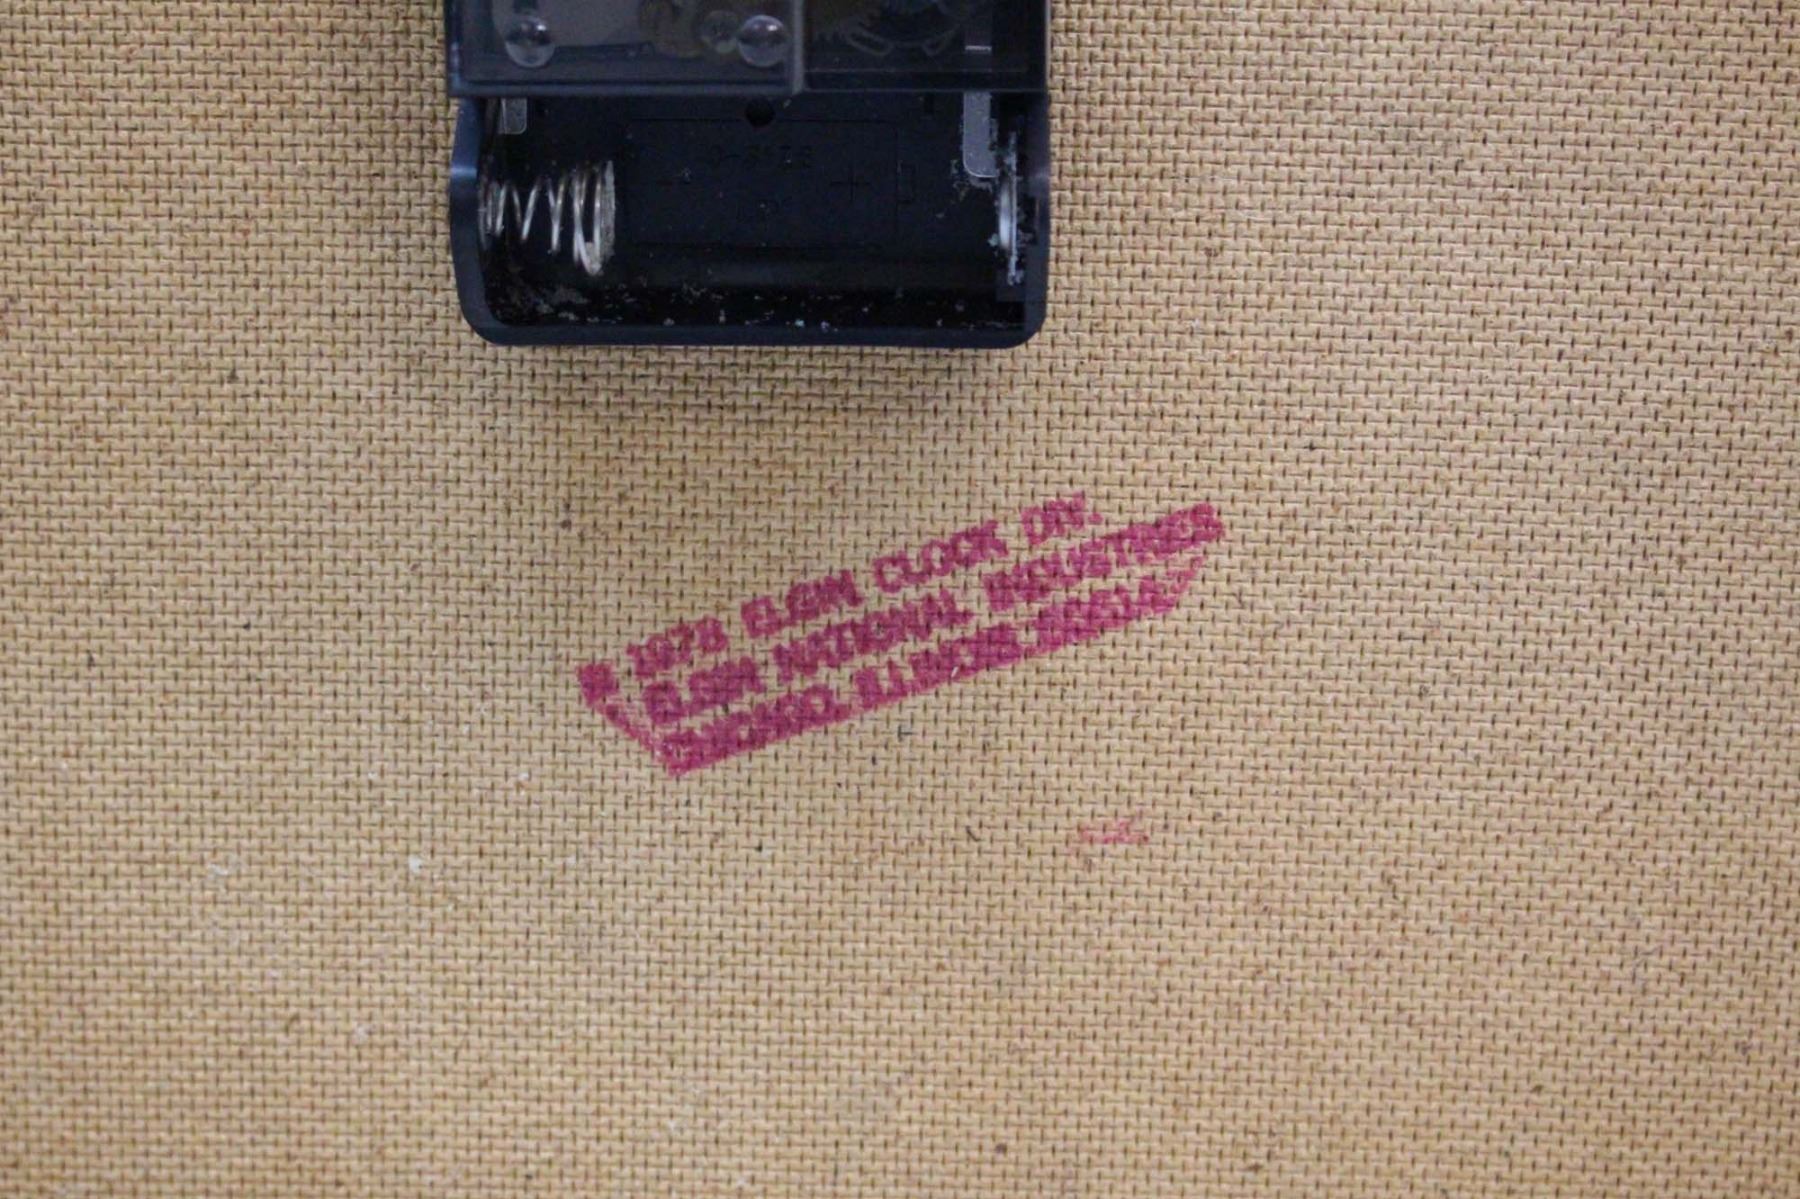 1978 ELGIN CLOCK DIV.
ELGIN NATIONAL INDUSTRIES
CHICAGO, ILLINOIS